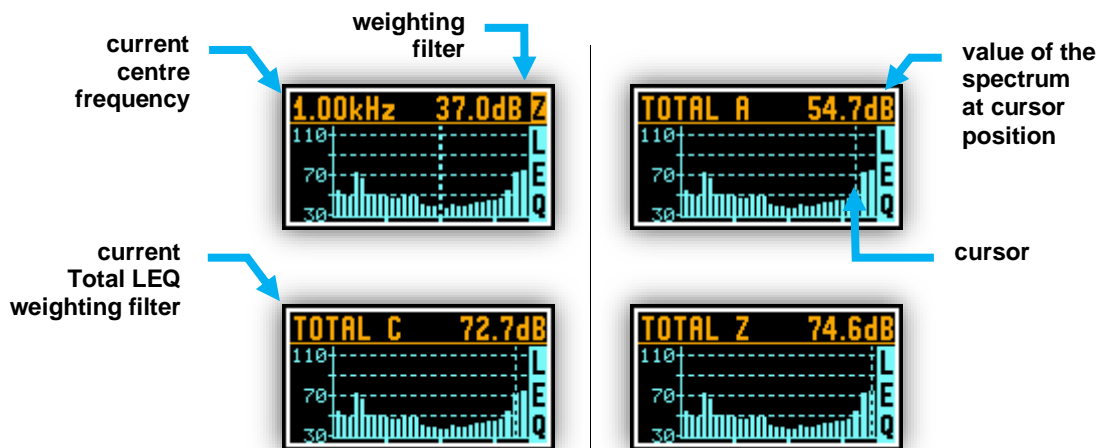 current
centre
frequency
weighting
filter
value of the
spectrum
at cursor
position
1.00kHz 37.0dB Z
110
70
30
L
E
Q
TOTAL A 54.7dB
110
70
30
L
E
Q
cursor
current
Total LEQ
weighting filter
TOTAL C 72.7dB
110
70
30
L
E
Q
TOTAL Z 74.6dB
110
70
30
L
E
Q